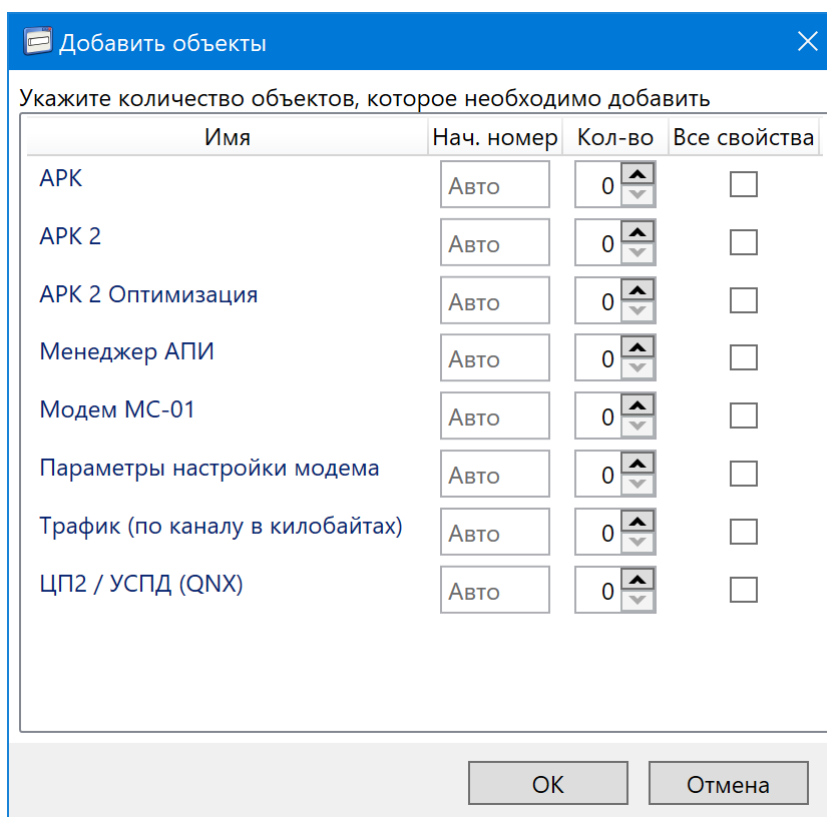 Добавить объекты
Укажите количество объектов, которое необходимо добавить
Имя Нач. номер Кол-во Все свойства
АРК Авто 0
АРК 2 Авто 0
АРК 2 Оптимизация Авто 0
Менеджер АПИ Авто 0
Модем МС-01 Авто 0
Параметры настройки модема Авто 0
Трафик (по каналу в килобайтах) Авто 0
ЦП2 / УСПД (QNX) Авто 0
ОК Отмена